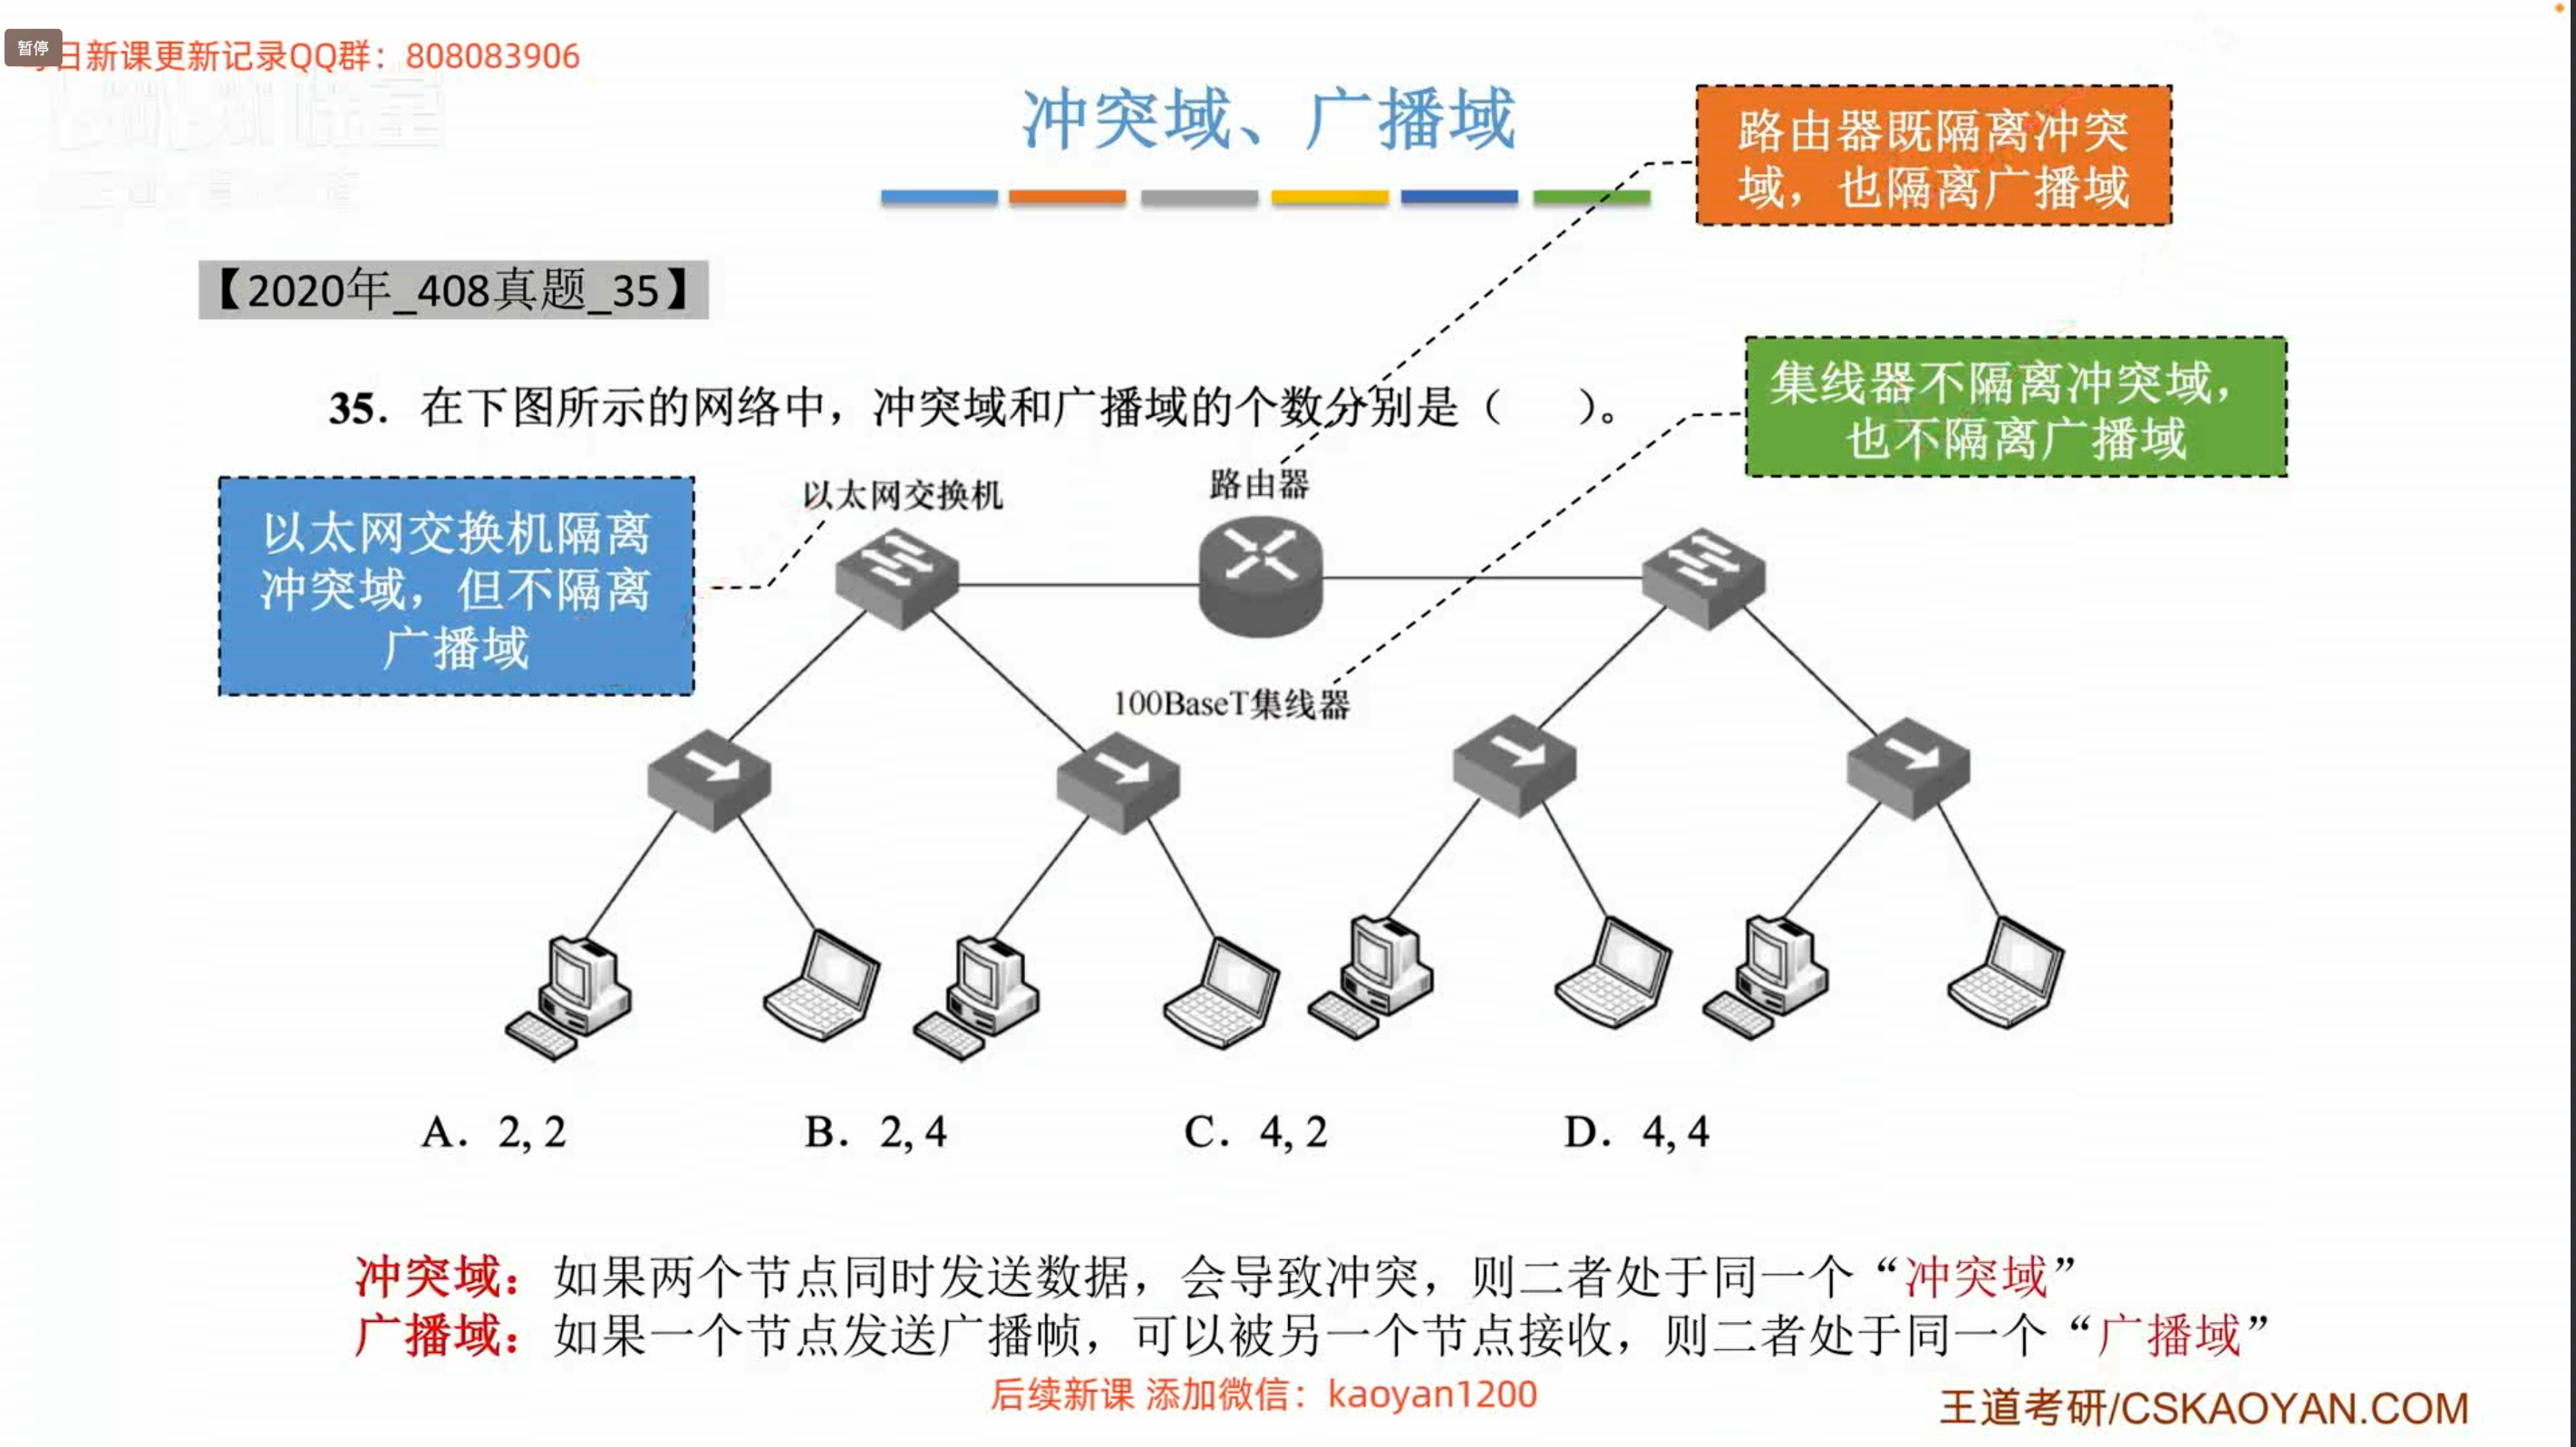 暂停
日新课更新记录QQ群：808083906
冲突域、广播域
路由器既隔离冲突
域，也隔离广播域
【2020年_408真题_35】
集线器不隔离冲突域，
也不隔离广播域
35. 在下图所示的网络中，冲突域和广播域的个数分别是（ ）。
以太网交换机隔离
冲突域，但不隔离
广播域
以太网交换机
路由器
100BaseT集线器
A. 2, 2 B. 2, 4 C. 4, 2 D. 4, 4
冲突域：如果两个节点同时发送数据，会导致冲突，则二者处于同一个“冲突域”
广播域：如果一个节点发送广播帧，可以被另一个节点接收，则二者处于同一个“广播域”
后续新课 添加微信：kaoyan1200
王道考研/CSKAOYAN.COM